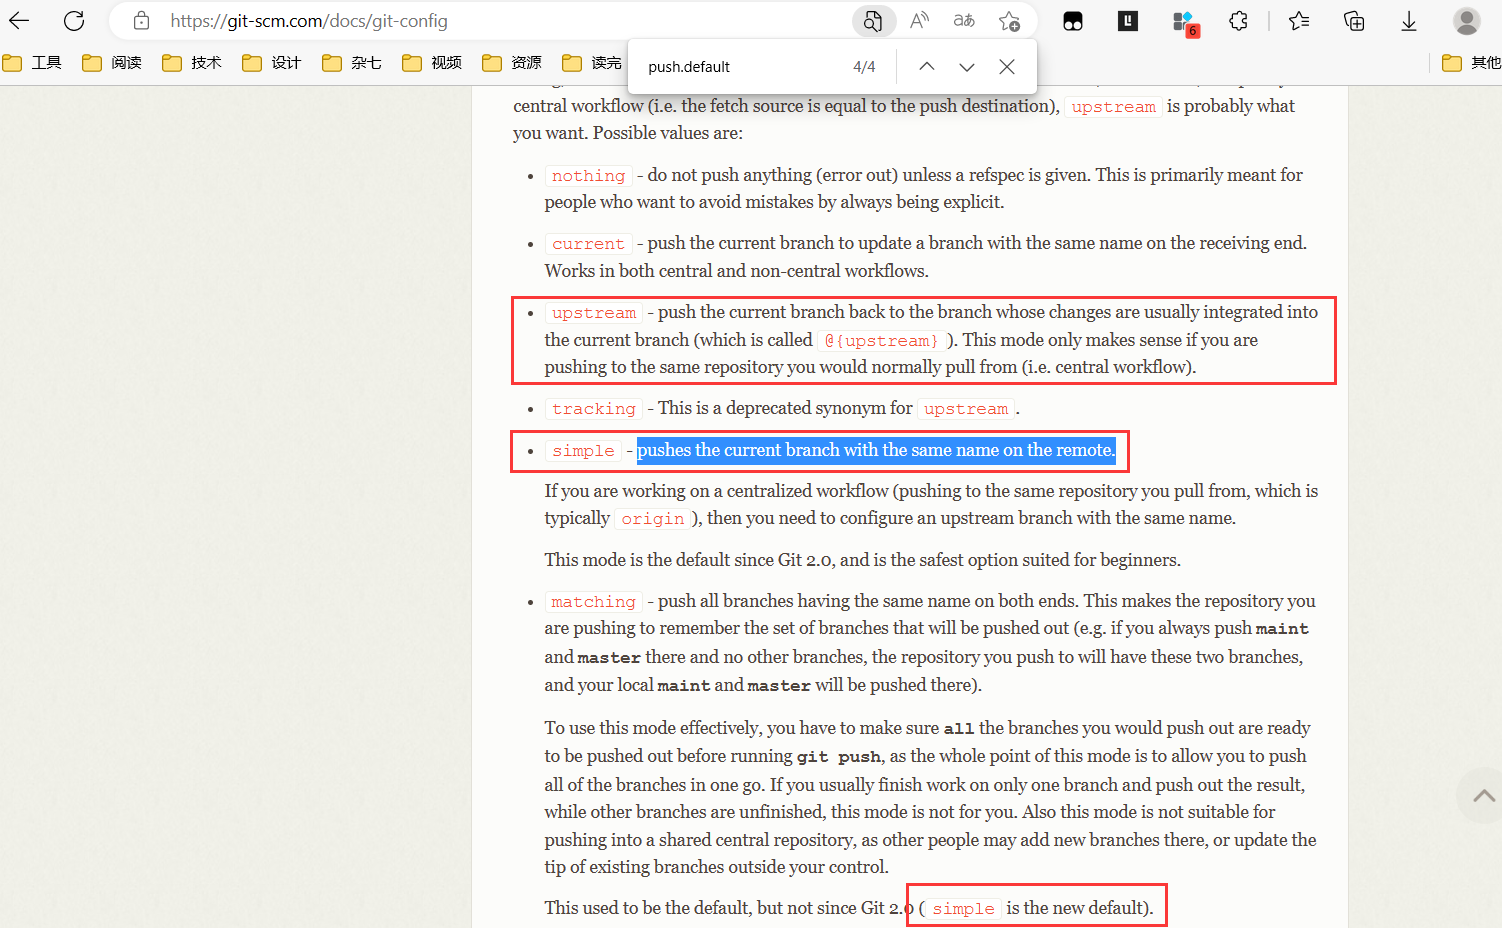 https://git-scm.com/docs/git-config
6
工具 阅读 技术 设计 杂七 视频 资源 读完 其他
push.default 4/4
central workflow (i.e. the fetch source is equal to the push destination), upstream is probably what
you want. Possible values are:
• nothing - do not push anything (error out) unless a refspec is given. This is primarily meant for
people who want to avoid mistakes by always being explicit.
• current - push the current branch to update a branch with the same name on the receiving end.
Works in both central and non-central workflows.
• upstream - push the current branch back to the branch whose changes are usually integrated into
the current branch (which is called @{upstream} ). This mode only makes sense if you are
pushing to the same repository you would normally pull from (i.e. central workflow).
• tracking - This is a deprecated synonym for upstream .
• simple - pushes the current branch with the same name on the remote.
If you are working on a centralized workflow (pushing to the same repository you pull from, which is
typically origin ), then you need to configure an upstream branch with the same name.
This mode is the default since Git 2.0, and is the safest option suited for beginners.
• matching - push all branches having the same name on both ends. This makes the repository you
are pushing to remember the set of branches that will be pushed out (e.g. if you always push maint
and master there and no other branches, the repository you push to will have these two branches,
and your local maint and master will be pushed there).
To use this mode effectively, you have to make sure all the branches you would push out are ready
to be pushed out before running git push, as the whole point of this mode is to allow you to push
all of the branches in one go. If you usually finish work on only one branch and push out the result,
while other branches are unfinished, this mode is not for you. Also this mode is not suitable for
pushing into a shared central repository, as other people may add new branches there, or update the
tip of existing branches outside your control.
This used to be the default, but not since Git 2.0 ( simple is the new default).